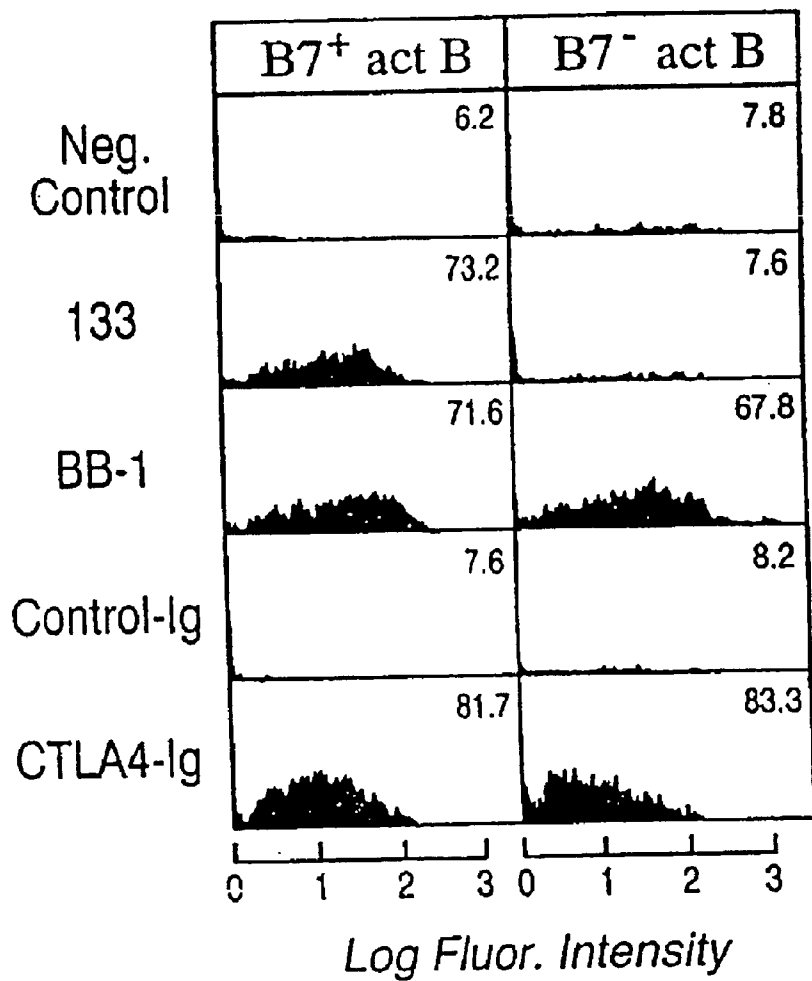 B7⁺ act B B7⁻ act B
Neg. Control 6.2 7.8
133 73.2 7.6
BB-1 71.6 67.8
Control-Ig 7.6 8.2
CTLA4-Ig 81.7 83.3
0 1 2 3 0 1 2 3
Log Fluor. Intensity